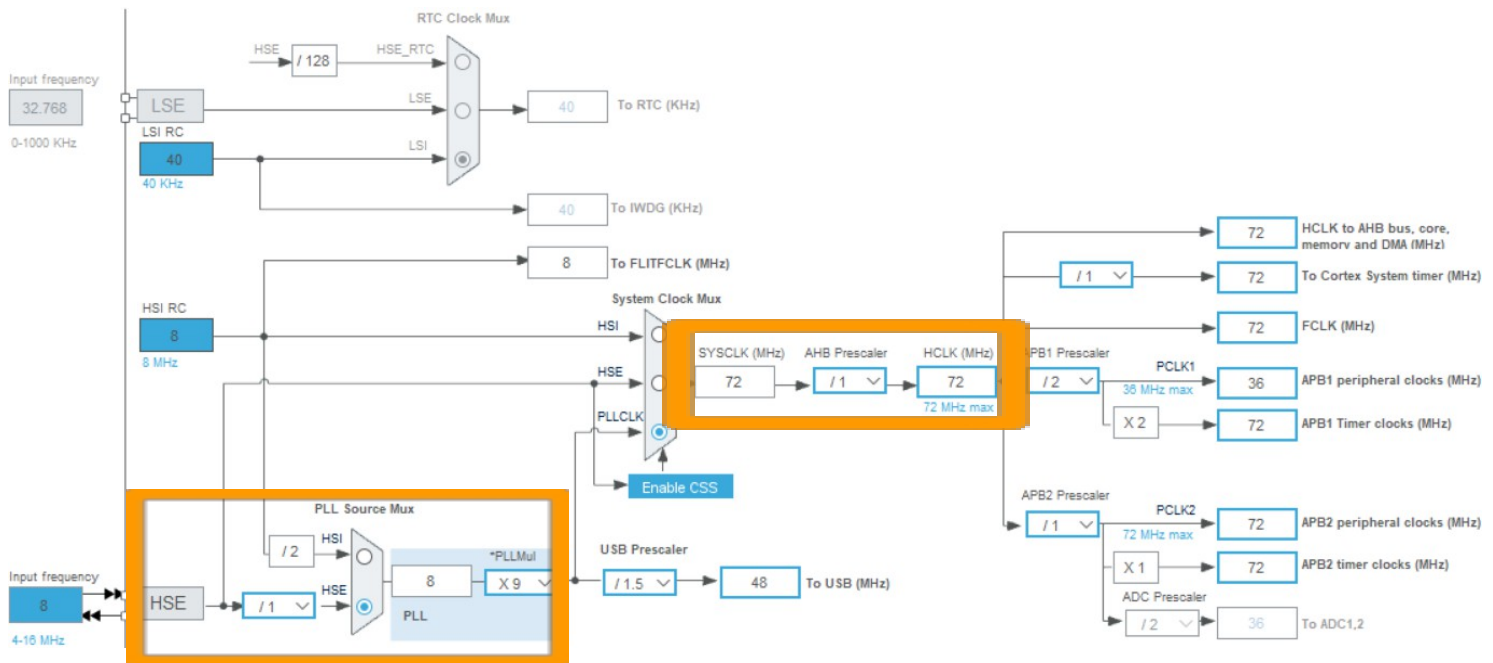 RTC Clock Mux
HSE
/ 128
HSE_RTC
Input frequency
32.768
0-1000 KHz
LSE
LSE
40
To RTC (KHz)
LSI RC
40
40 KHz
LSI
40
To IWDG (KHz)
8
To FLITFCLK (MHz)
HSI RC
8
8 MHz
System Clock Mux
HSI
HSE
PLLCLK
Enable CSS
SYSCLK (MHz)
72
AHB Prescaler
/ 1
HCLK (MHz)
72
72 MHz max
72
HCLK to AHB bus, core,
memory and DMA (MHz)
/ 1
72
To Cortex System timer (MHz)
72
FCLK (MHz)
APB1 Prescaler
/ 2
PCLK1
36 MHz max
36
APB1 peripheral clocks (MHz)
X 2
72
APB1 Timer clocks (MHz)
APB2 Prescaler
/ 1
PCLK2
72 MHz max
72
APB2 peripheral clocks (MHz)
X 1
72
APB2 timer clocks (MHz)
ADC Prescaler
/ 2
36
To ADC1,2
PLL Source Mux
/ 2
HSI
Input frequency
8
4-16 MHz
HSE
/ 1
HSE
8
*PLLMul
X 9
PLL
USB Prescaler
/ 1.5
48
To USB (MHz)